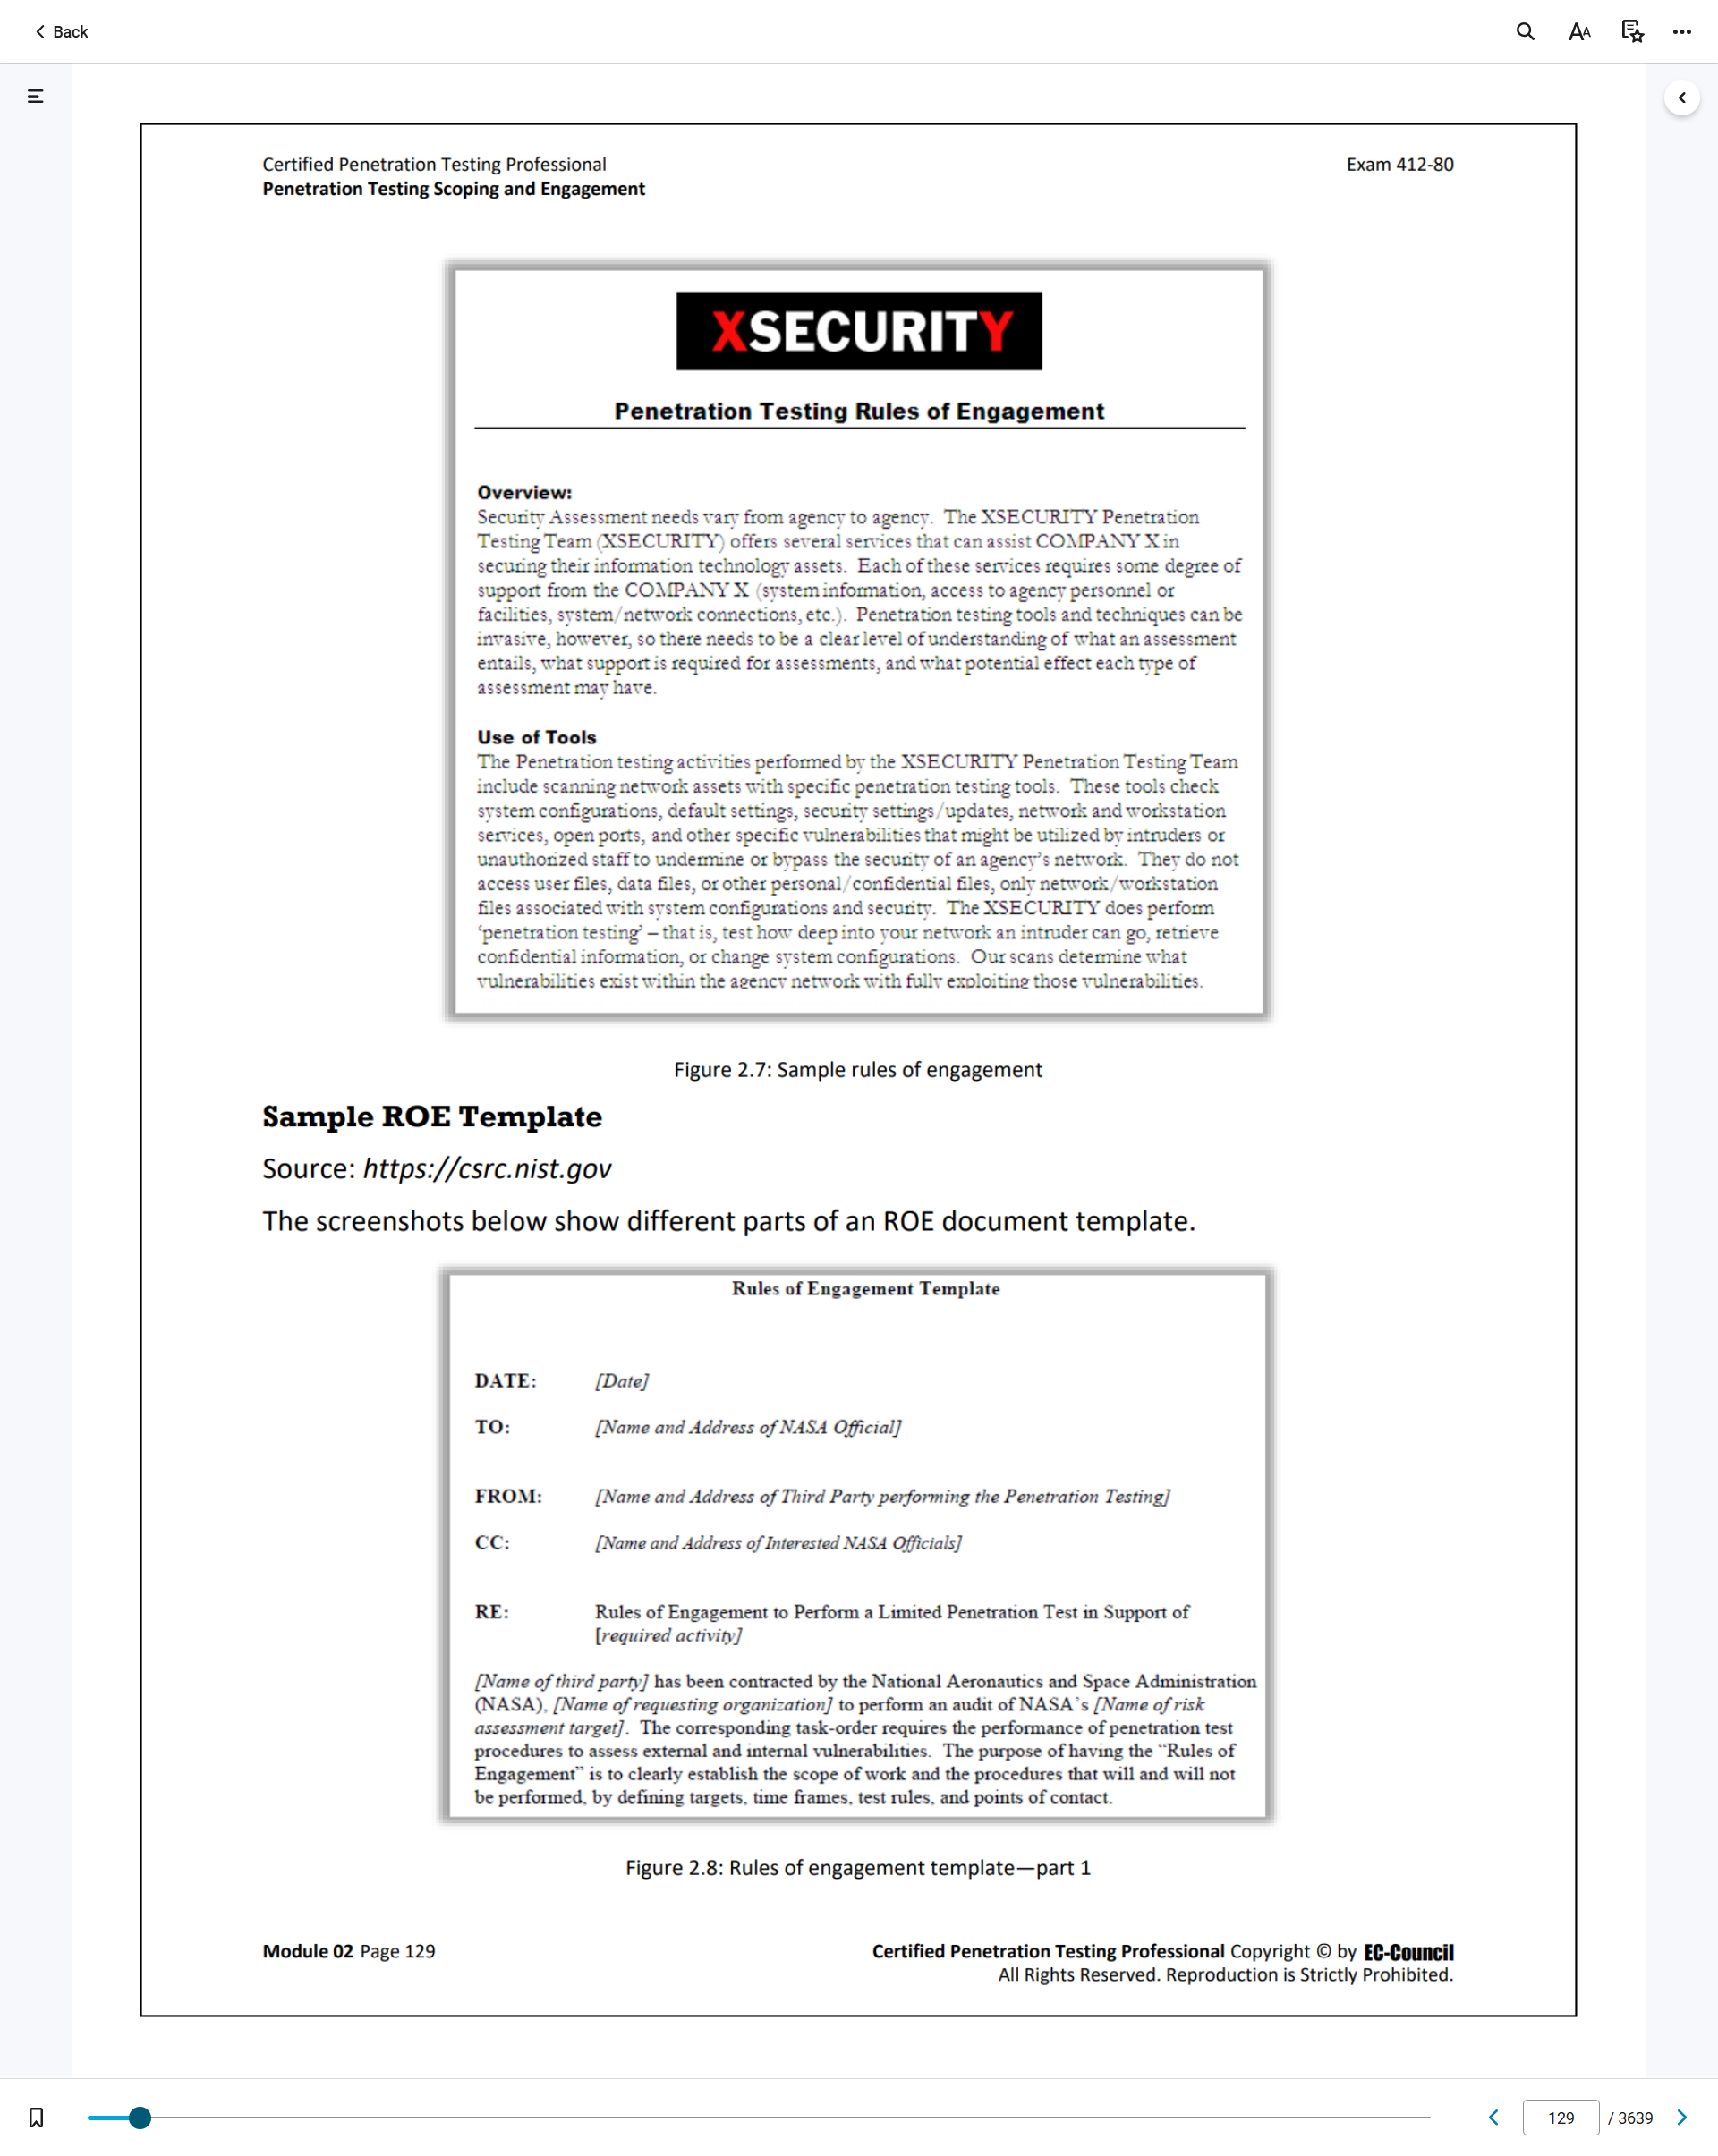 Back
Certified Penetration Testing Professional
Exam 412-80
Penetration Testing Scoping and Engagement
XSECURITY
Penetration Testing Rules of Engagement
Overview:
Security Assessment needs vary from agency to agency. The XSECURITY Penetration
Testing Team (XSECURITY) offers several services that can assist COMPANY X in
securing their information technology assets. Each of these services requires some degree of
support from the COMPANY X (system information, access to agency personnel or
facilities, system/network connections, etc.). Penetration testing tools and techniques can be
invasive, however, so there needs to be a clear level of understanding of what an assessment
entails, what support is required for assessments, and what potential effect each type of
assessment may have.
Use of Tools
The Penetration testing activities performed by the XSECURITY Penetration Testing Team
include scanning network assets with specific penetration testing tools. These tools check
system configurations, default settings, security settings/updates, network and workstation
services, open ports, and other specific vulnerabilities that might be utilized by intruders or
unauthorized staff to undermine or bypass the security of an agency's network. They do not
access user files, data files, or other personal/confidential files, only network/workstation
files associated with system configurations and security. The XSECURITY does perform
'penetration testing' – that is, test how deep into your network an intruder can go, retrieve
confidential information, or change system configurations. Our scans determine what
vulnerabilities exist within the agency network with fully exploiting those vulnerabilities.
Figure 2.7: Sample rules of engagement
Sample ROE Template
Source: https://csrc.nist.gov
The screenshots below show different parts of an ROE document template.
Rules of Engagement Template
DATE: [Date]
TO: [Name and Address of NASA Official]
FROM: [Name and Address of Third Party performing the Penetration Testing]
CC: [Name and Address of Interested NASA Officials]
RE: Rules of Engagement to Perform a Limited Penetration Test in Support of
[required activity]
[Name of third party] has been contracted by the National Aeronautics and Space Administration
(NASA), [Name of requesting organization] to perform an audit of NASA's [Name of risk
assessment target]. The corresponding task-order requires the performance of penetration test
procedures to assess external and internal vulnerabilities. The purpose of having the "Rules of
Engagement" is to clearly establish the scope of work and the procedures that will and will not
be performed, by defining targets, time frames, test rules, and points of contact.
Figure 2.8: Rules of engagement template—part 1
Module 02 Page 129
Certified Penetration Testing Professional Copyright © by EC-Council
All Rights Reserved. Reproduction is Strictly Prohibited.
129 / 3639